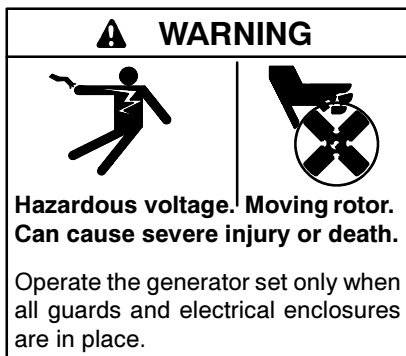 WARNING
Hazardous voltage. Moving rotor.
Can cause severe injury or death.
Operate the generator set only when
all guards and electrical enclosures
are in place.